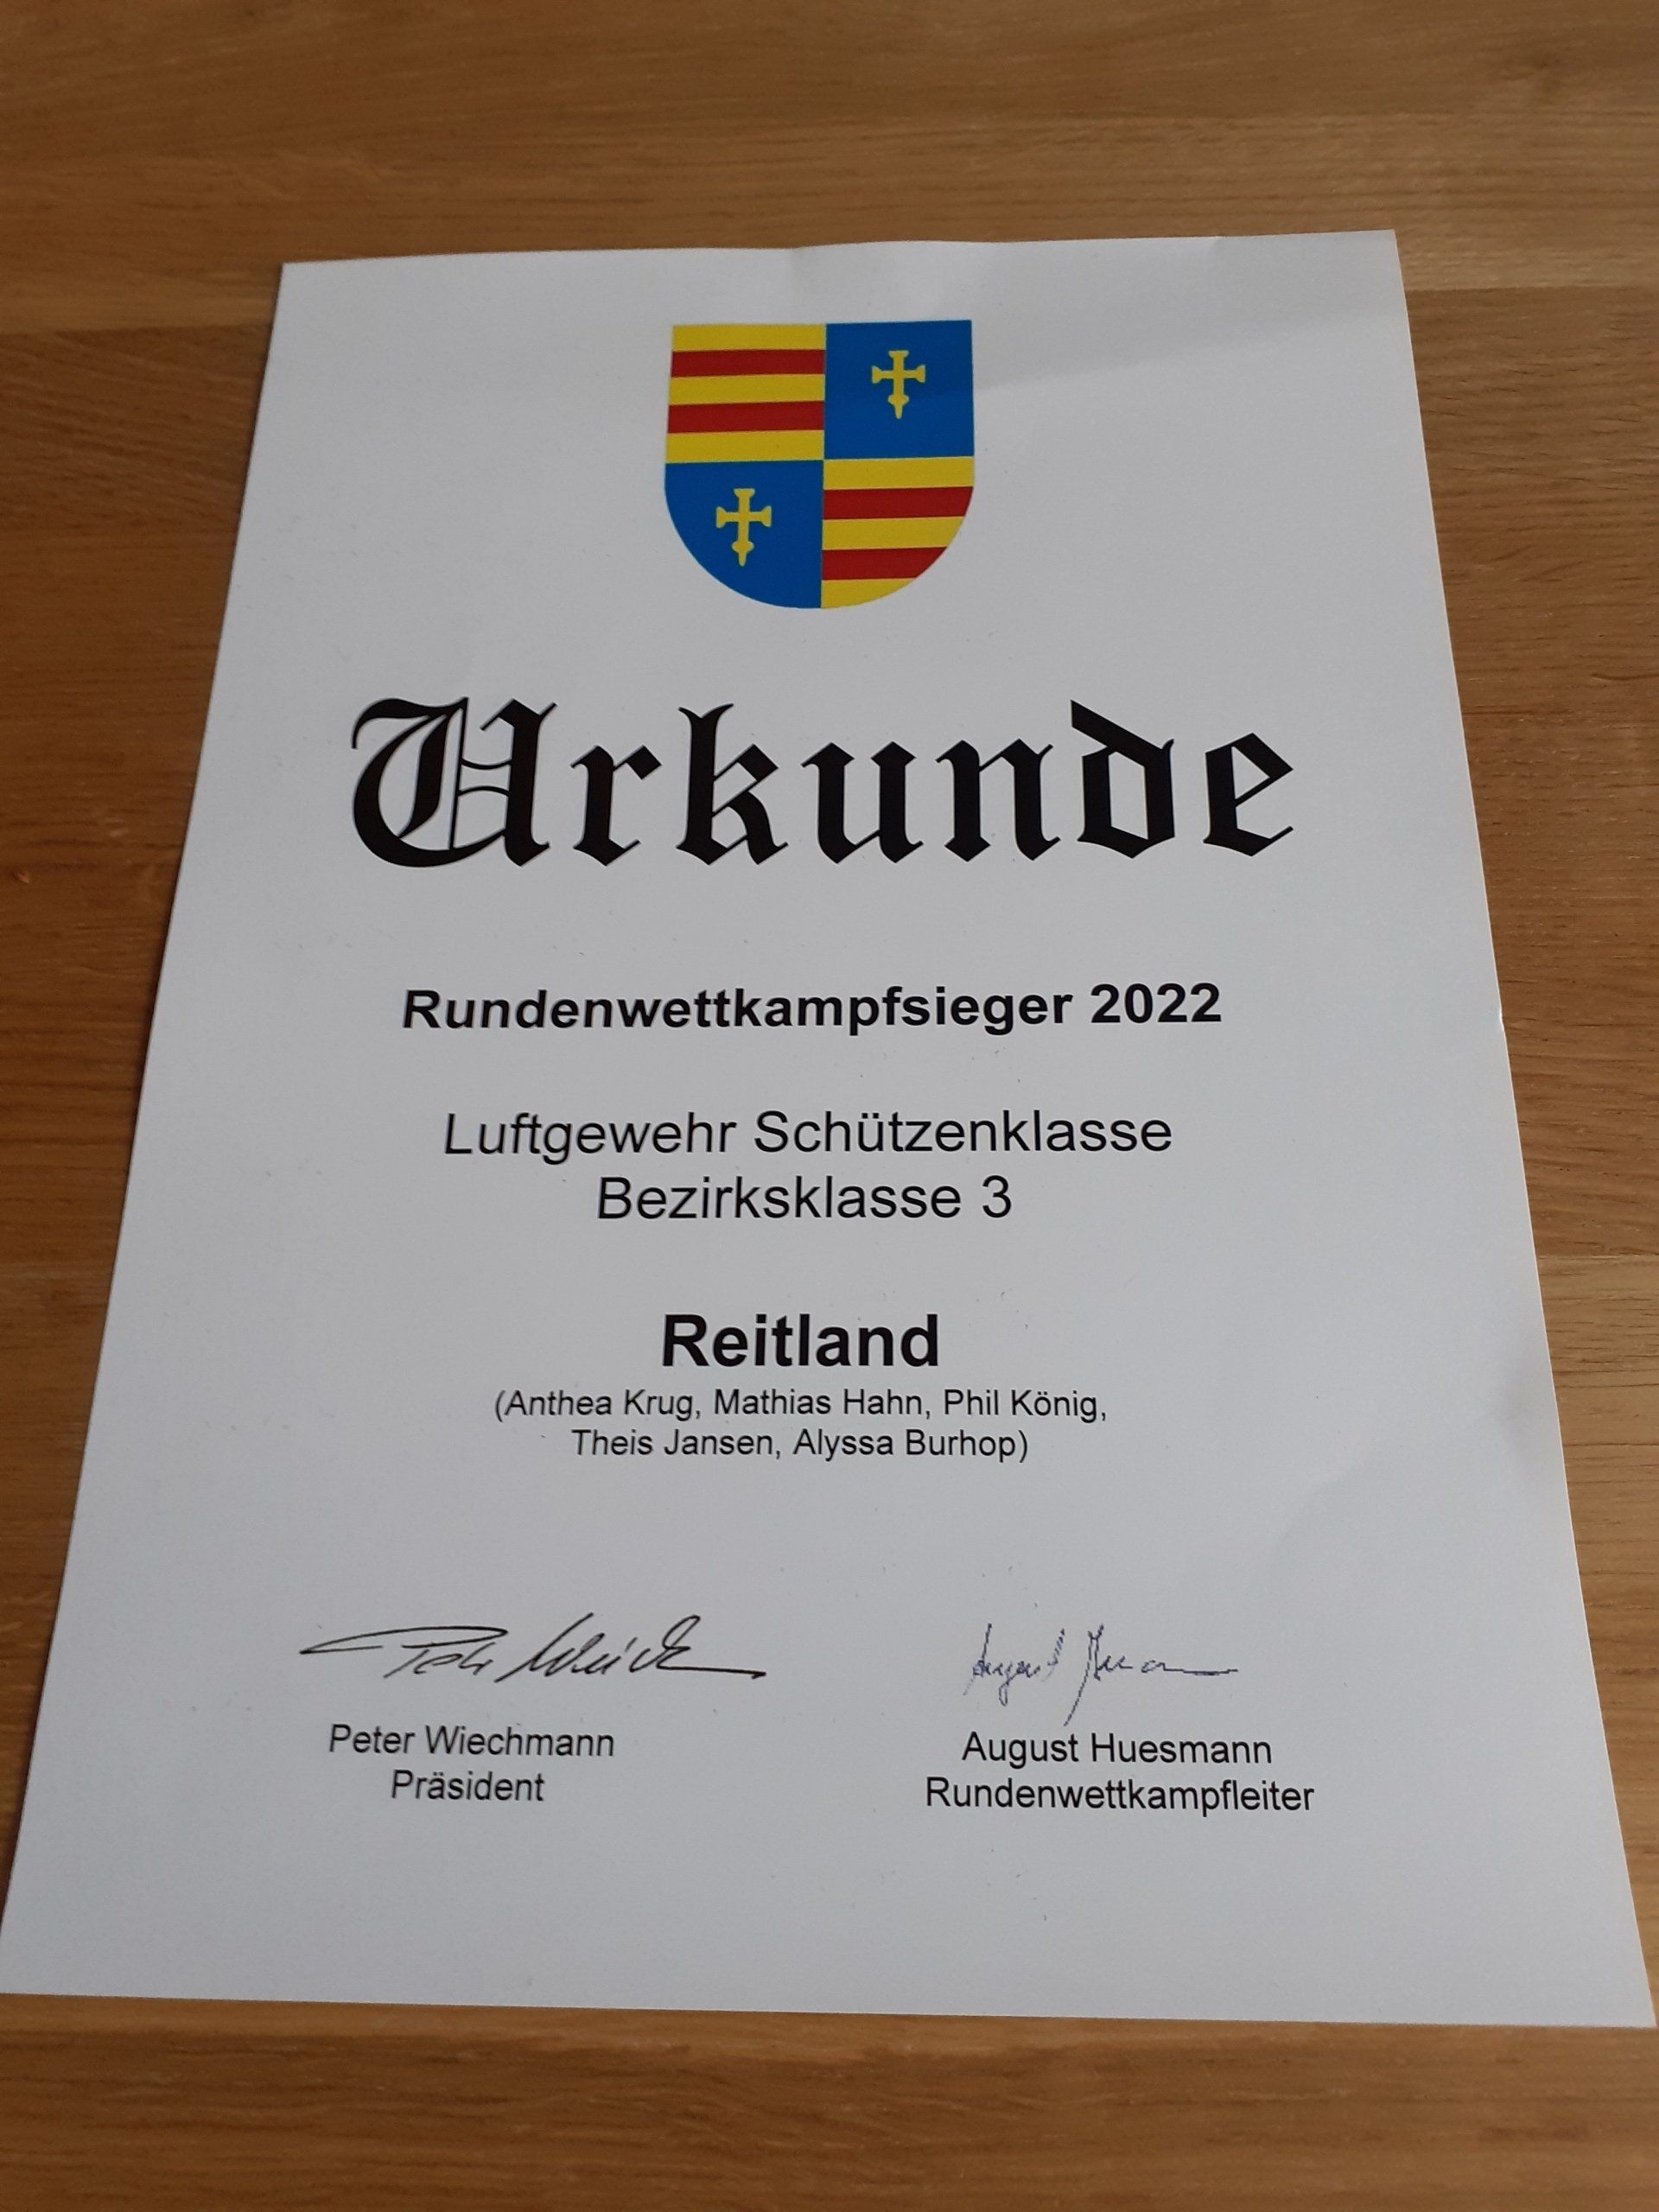 Urkunde
Rundenwettkampfsieger 2022
Luftgewehr Schützenklasse
Bezirksklasse 3
Reitland
(Anthea Krug, Mathias Hahn, Phil König,
Theis Jansen, Alyssa Burhop)
Peter Wiechmann
Präsident
August Huesmann
Rundenwettkampfleiter